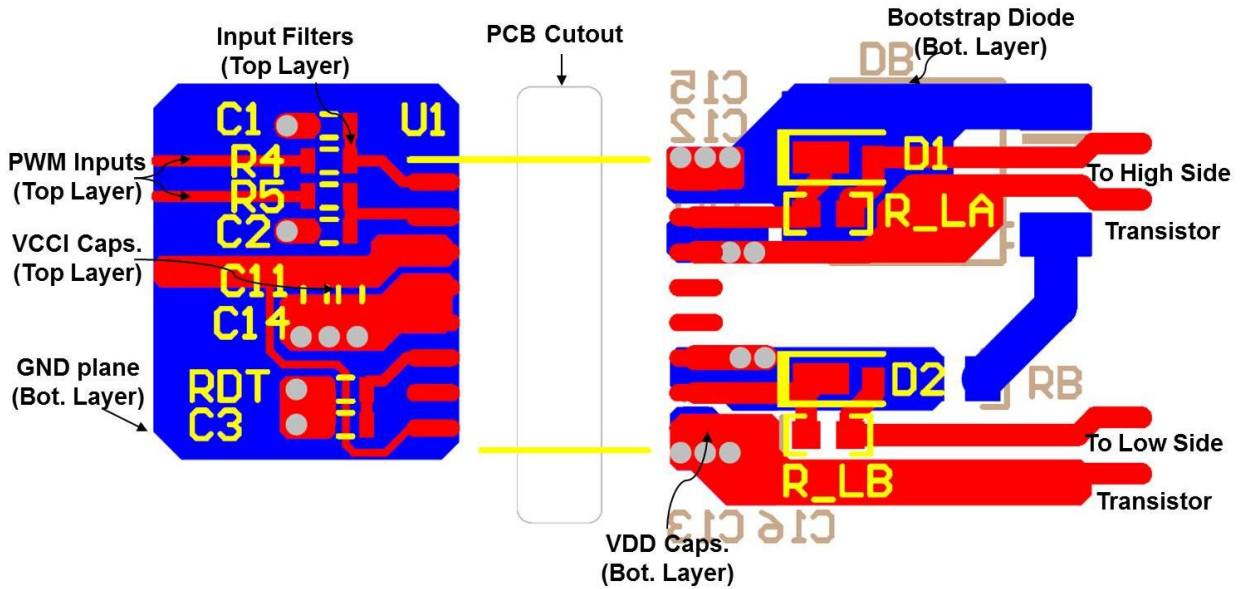 Input Filters
(Top Layer)
PCB Cutout
Bootstrap Diode
(Bot. Layer)
DB
C15
C12
C1
U1
PWM Inputs
(Top Layer)
R4
R5
C2
D1
R_LA
To High Side
Transistor
VCCI Caps.
(Top Layer)
C11
C14
GND plane
(Bot. Layer)
RDT
C3
D2
RB
R_LB
To Low Side
Transistor
C13
C16
VDD Caps.
(Bot. Layer)